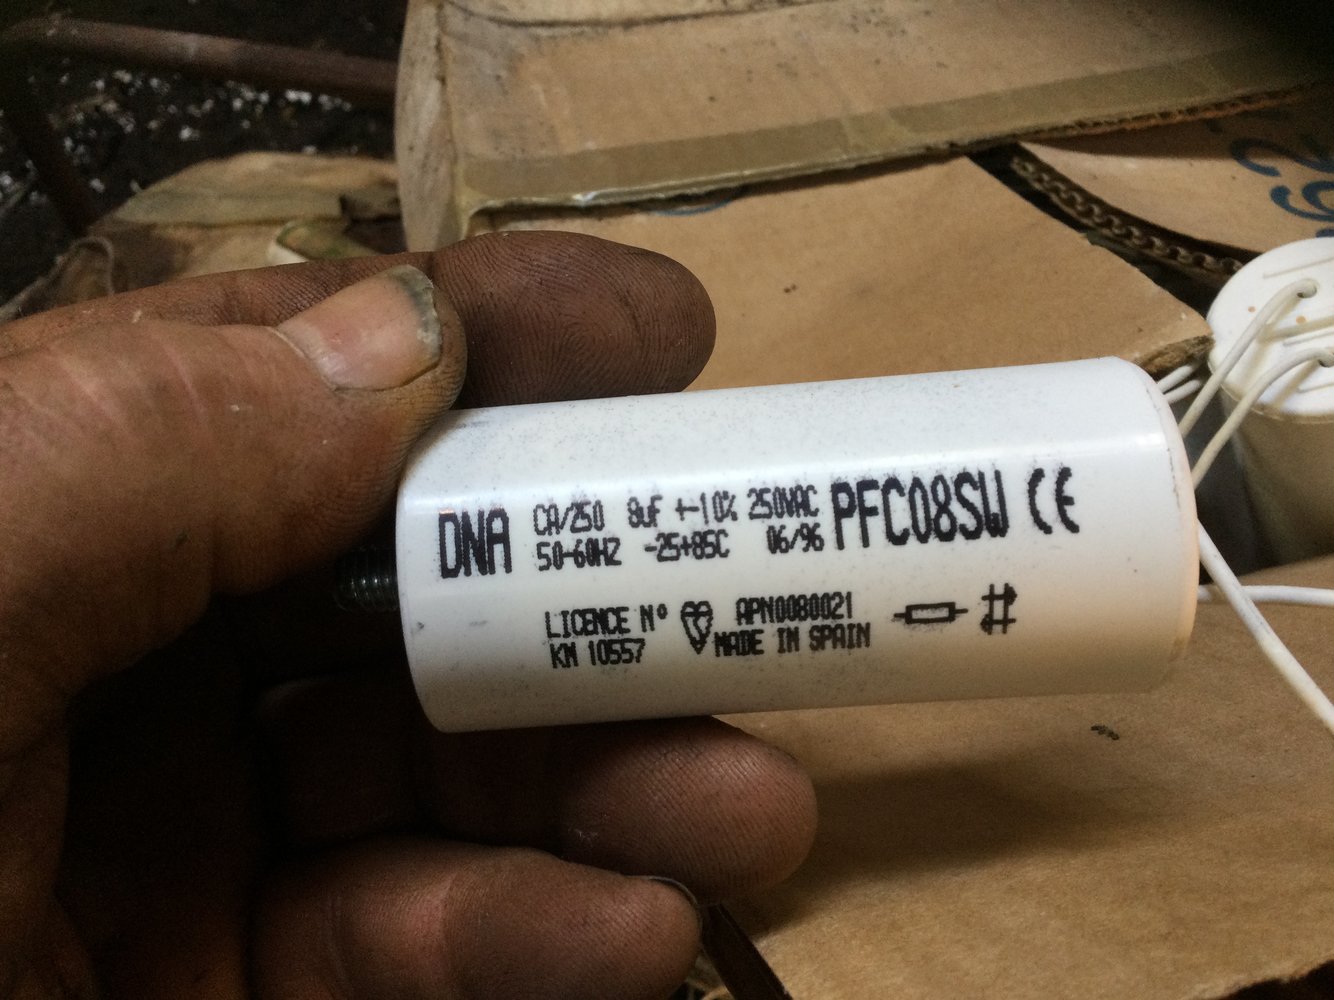 DNA
CA/250 8uF +-10% 250VAC
50-60HZ -25+85C 06/96
PFC08SW CE
LICENCE Nº
KM 10557
APN0080021
MADE IN SPAIN